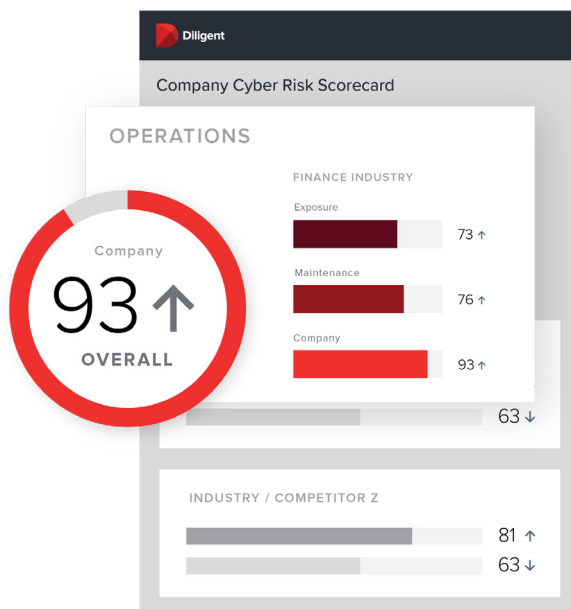 Diligent
Company Cyber Risk Scorecard
OPERATIONS
FINANCE INDUSTRY
Exposure
73 ↑
Maintenance
76 ↑
Company
93 ↑
Company
93 ↑
OVERALL
63 ↓
INDUSTRY / COMPETITOR Z
81 ↑
63 ↓